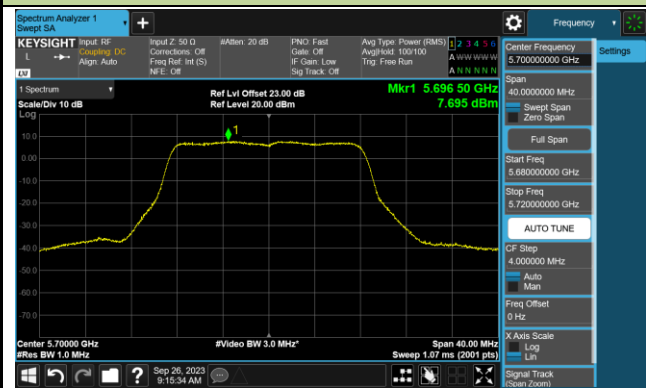 Spectrum Analyzer 1
Swept SA
Frequency
KEYSIGHT
L
LXI
Input: RF
Coupling: DC
Align: Auto
Input Z: 50 Ω
Corrections: Off
Freq Ref: Int (S)
NFE: Off
#Atten: 20 dB
PNO: Fast
Gate: Off
IF Gain: Low
Sig Track: Off
Avg Type: Power (RMS)
Avg|Hold: 100/100
Trig: Free Run
1 2 3 4 5 6
A W W W W W
A N N N N N
1 Spectrum
Scale/Div 10 dB
Log
Ref Lvl Offset 23.00 dB
Ref Level 20.00 dBm
Mkr1 5.696 50 GHz
7.695 dBm
1
10.0
0.00
-10.0
-20.0
-30.0
-40.0
-50.0
-60.0
-70.0
Center 5.70000 GHz
#Res BW 1.0 MHz
#Video BW 3.0 MHz*
Span 40.00 MHz
Sweep 1.07 ms (2001 pts)
Sep 26, 2023
9:15:34 AM
Center Frequency
5.700000000 GHz
Span
40.0000000 MHz
Swept Span
Zero Span
Full Span
Start Freq
5.680000000 GHz
Stop Freq
5.720000000 GHz
AUTO TUNE
CF Step
4.000000 MHz
Auto
Man
Freq Offset
0 Hz
X Axis Scale
Log
Lin
Signal Track
(Span Zoom)
Settings